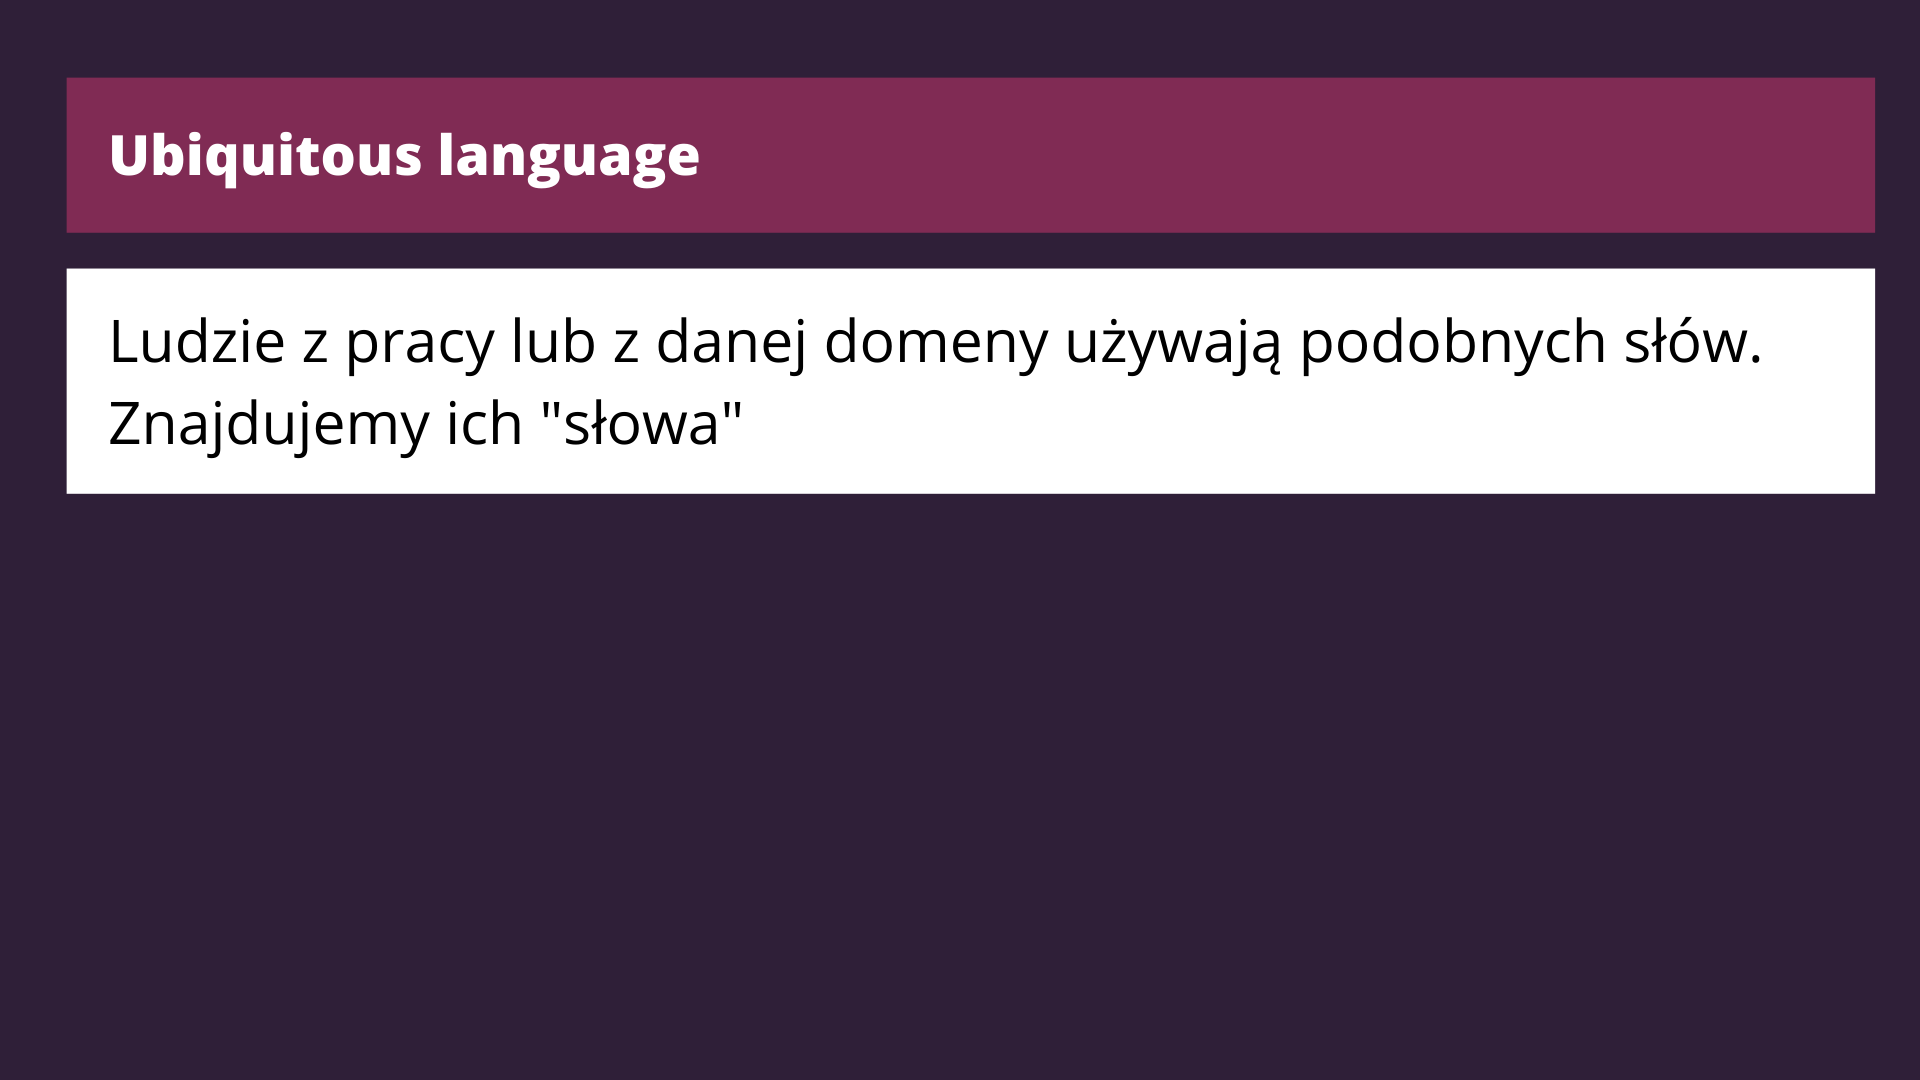 Ubiquitous language
Ludzie z pracy lub z danej domeny używają podobnych słów.
Znajdujemy ich "słowa"